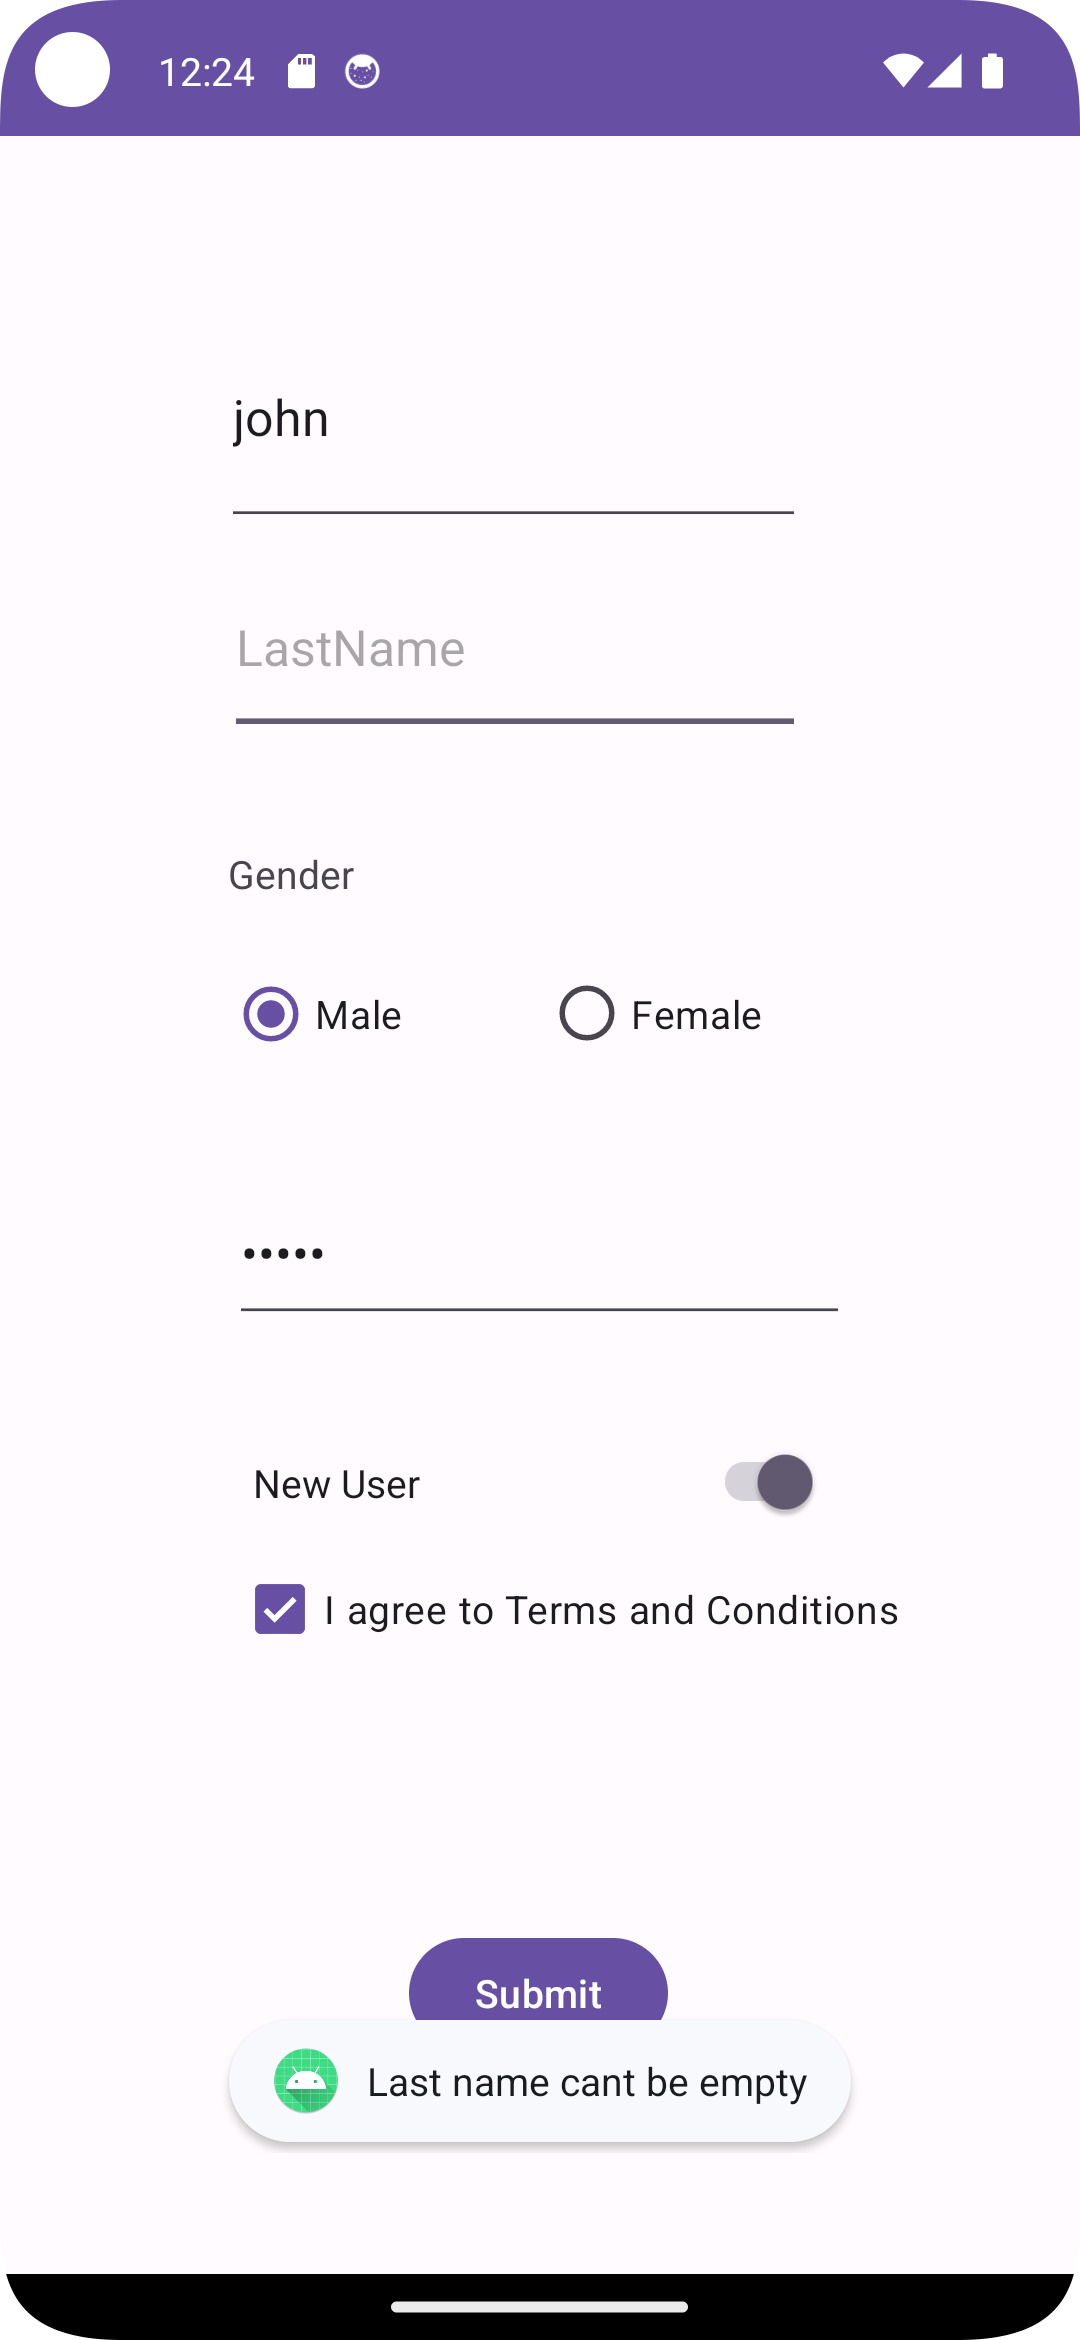 12:24
john
LastName
Gender
Male Female
•••••
New User
I agree to Terms and Conditions
Submit
Last name cant be empty